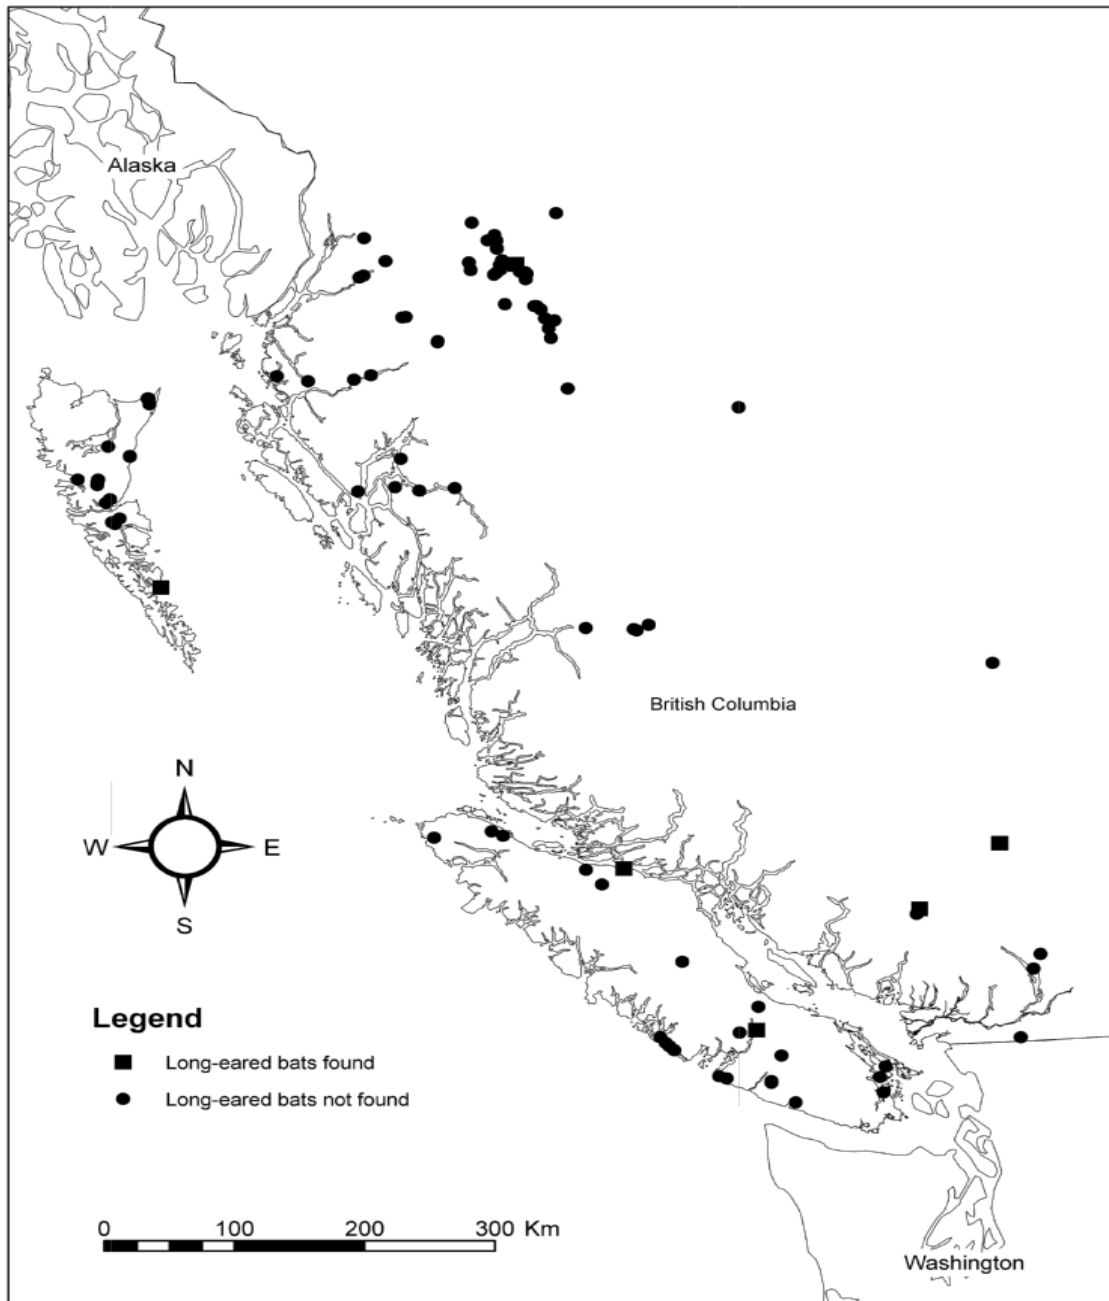 Alaska
British Columbia
N
W
E
S
Legend
Long-eared bats found
Long-eared bats not found
0 100 200 300 Km
Washington